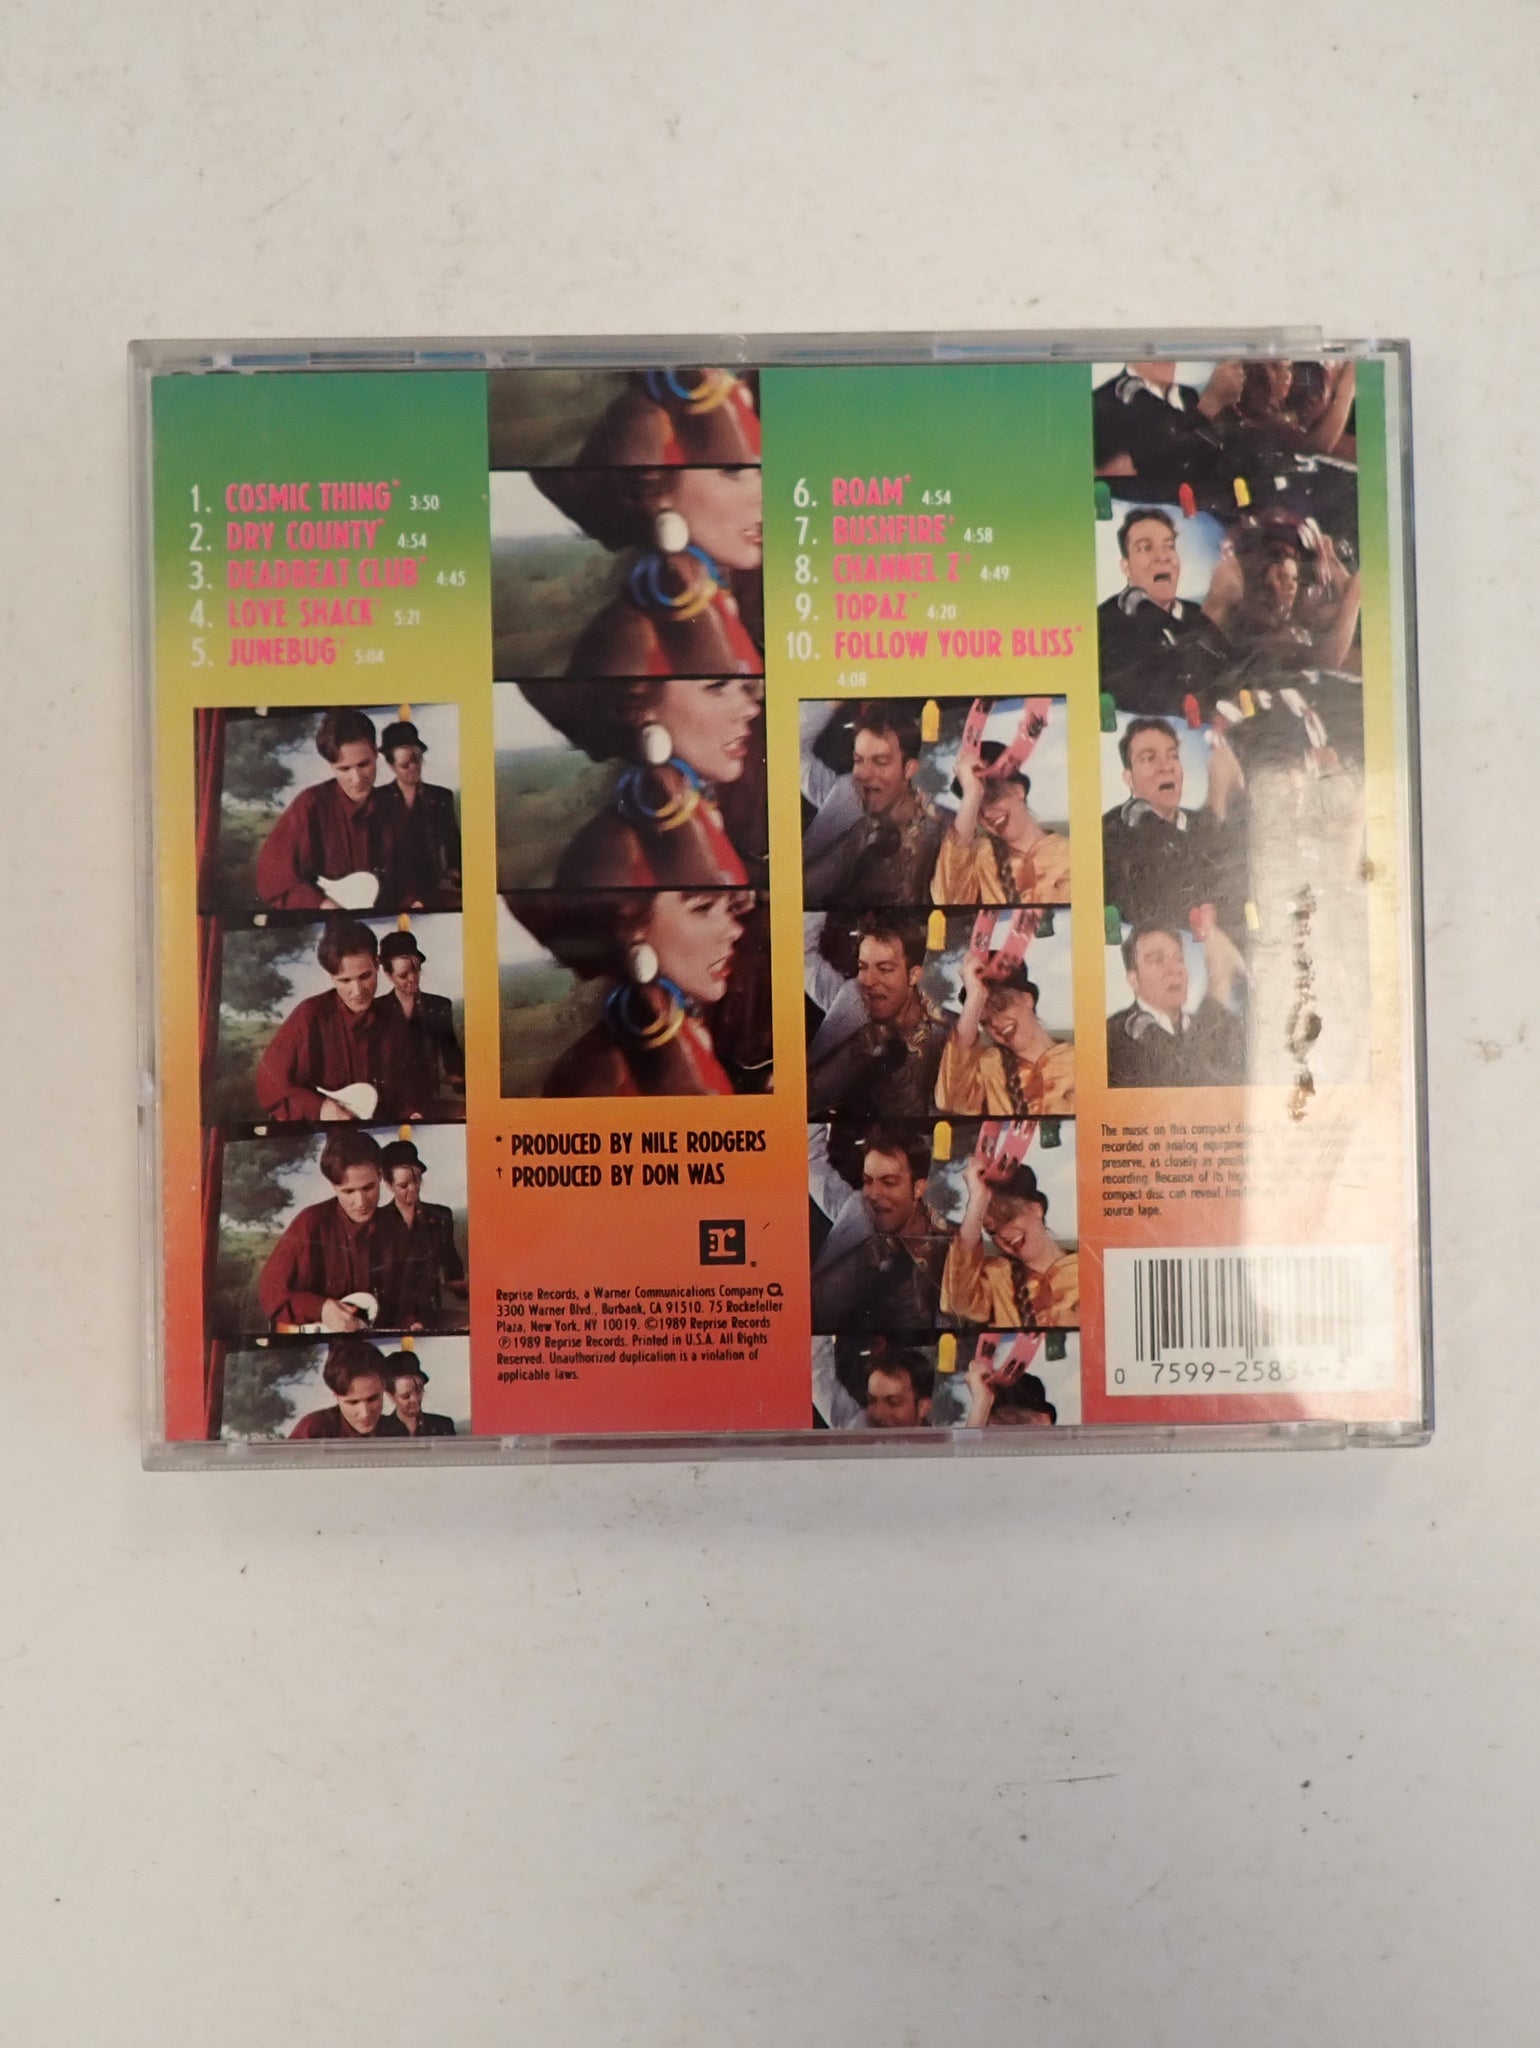 1. COSMIC THING* 3:50
2. DRY COUNTY* 4:54
3. DEADBEAT CLUB* 4:45
4. LOVE SHACK† 5:21
5. JUNEBUG* 5:04
6. ROAM* 4:54
7. BUSHFIRE† 4:58
8. CHANNEL Z† 4:49
9. TOPAZ* 4:20
10. FOLLOW YOUR BLISS*
4:08
* PRODUCED BY NILE RODGERS
† PRODUCED BY DON WAS
r
Reprise Records, a Warner Communications Company
3300 Warner Blvd., Burbank, CA 91510. 75 Rockefeller
Plaza, New York, NY 10019. ©1989 Reprise Records
℗1989 Reprise Records. Printed in U.S.A. All Rights
Reserved. Unauthorized duplication is a violation of
applicable laws.
The music on this compact
recorded on analog
preserve, as closely as
recording. Because of its
compact disc can reveal
source tape.
0 7599-25854-2 2